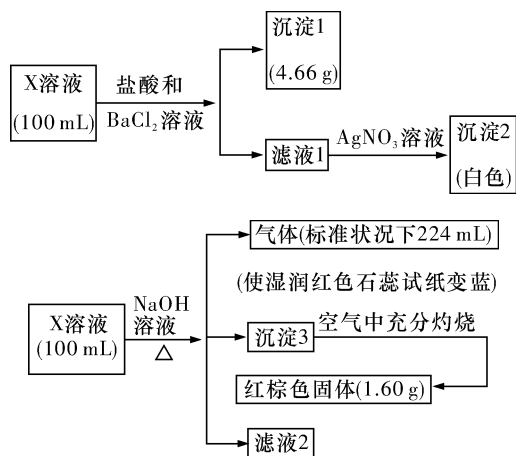 沉淀1
(4.66 g)
X溶液
(100 mL)
盐酸和
BaCl₂溶液
滤液1
AgNO₃溶液
沉淀2
(白色)
气体(标准状况下224 mL)
(使湿润红色石蕊试纸变蓝)
X溶液
(100 mL)
NaOH
溶液
△
沉淀3
空气中充分灼烧
红棕色固体(1.60 g)
滤液2